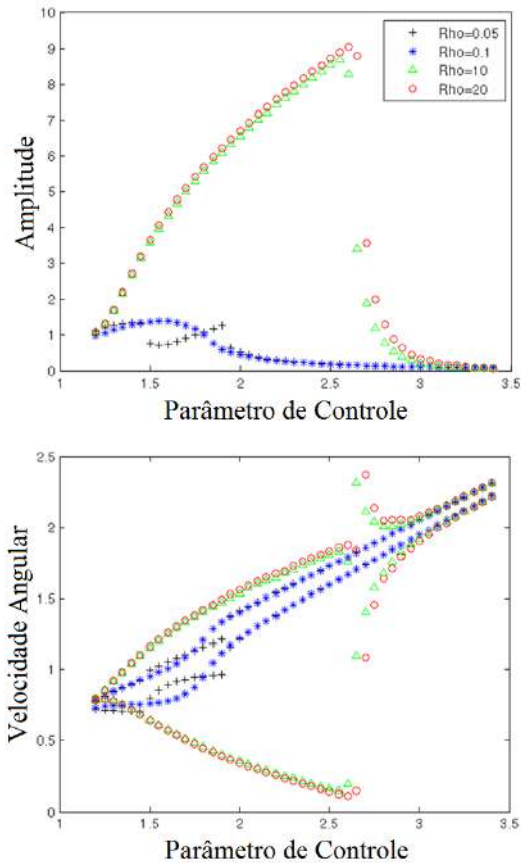 10
9
8
7
6
5
4
3
2
1
0
Amplitude
Rho=0.05
Rho=0.1
Rho=10
Rho=20
1 1.5 2 2.5 3 3.5
Parâmetro de Controle
2.5
2
1.5
1
0.5
0
Velocidade Angular
1 1.5 2 2.5 3 3.5
Parâmetro de Controle